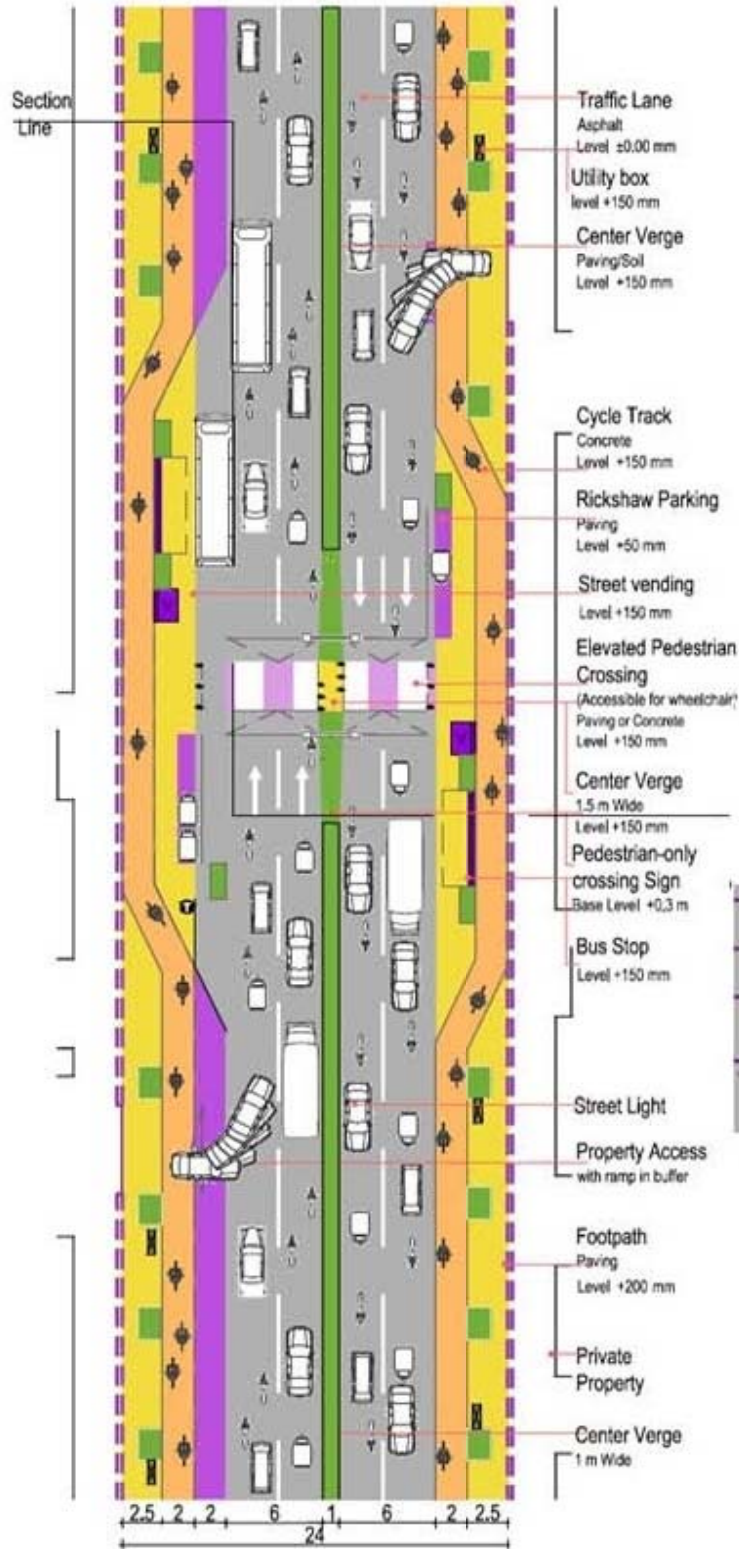 Section
Line
Traffic Lane
Asphalt
Level ±0.00 mm
Utility box
level +150 mm
Center Verge
Paving/Soil
Level +150 mm
Cycle Track
Concrete
Level +150 mm
Rickshaw Parking
Paving
Level +50 mm
Street vending
Level +150 mm
Elevated Pedestrian
Crossing
(Accessible for wheelchair)
Paving or Concrete
Level +150 mm
Center Verge
1.5 m Wide
Level +150 mm
Pedestrian-only
crossing Sign
Base Level +0,3 m
Bus Stop
Level +150 mm
Street Light
Property Access
with ramp in buffer
Footpath
Paving
Level +200 mm
Private
Property
Center Verge
1 m Wide
2.5 2 2 6 1 6 2 2.5
24